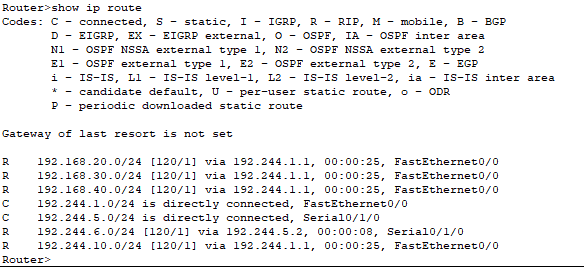 Router>show ip route
Codes: C - connected, S - static, I - IGRP, R - RIP, M - mobile, B - BGP
D - EIGRP, EX - EIGRP external, O - OSPF, IA - OSPF inter area
N1 - OSPF NSSA external type 1, N2 - OSPF NSSA external type 2
E1 - OSPF external type 1, E2 - OSPF external type 2, E - EGP
i - IS-IS, L1 - IS-IS level-1, L2 - IS-IS level-2, ia - IS-IS inter area
* - candidate default, U - per-user static route, o - ODR
P - periodic downloaded static route
Gateway of last resort is not set
R 192.168.20.0/24 [120/1] via 192.244.1.1, 00:00:25, FastEthernet0/0
R 192.168.30.0/24 [120/1] via 192.244.1.1, 00:00:25, FastEthernet0/0
R 192.168.40.0/24 [120/1] via 192.244.1.1, 00:00:25, FastEthernet0/0
C 192.244.1.0/24 is directly connected, FastEthernet0/0
C 192.244.5.0/24 is directly connected, Serial0/1/0
R 192.244.6.0/24 [120/1] via 192.244.5.2, 00:00:08, Serial0/1/0
R 192.244.10.0/24 [120/1] via 192.244.1.1, 00:00:25, FastEthernet0/0
Router>